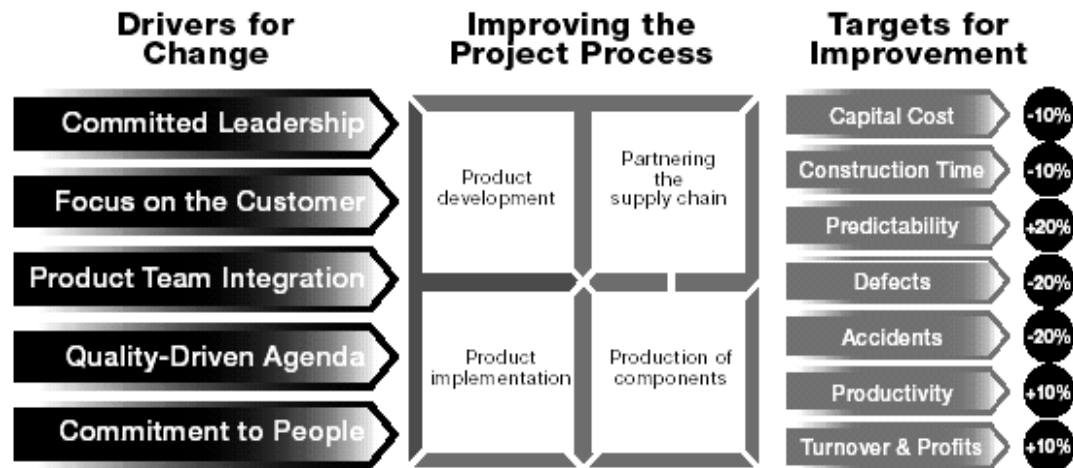 Drivers for
Change
Committed Leadership
Focus on the Customer
Product Team Integration
Quality-Driven Agenda
Commitment to People
Improving the
Project Process
Product
development
Partnering
the
supply chain
Product
implementation
Production of
components
Targets for
Improvement
Capital Cost -10%
Construction Time -10%
Predictability +20%
Defects -20%
Accidents -20%
Productivity +10%
Turnover & Profits +10%